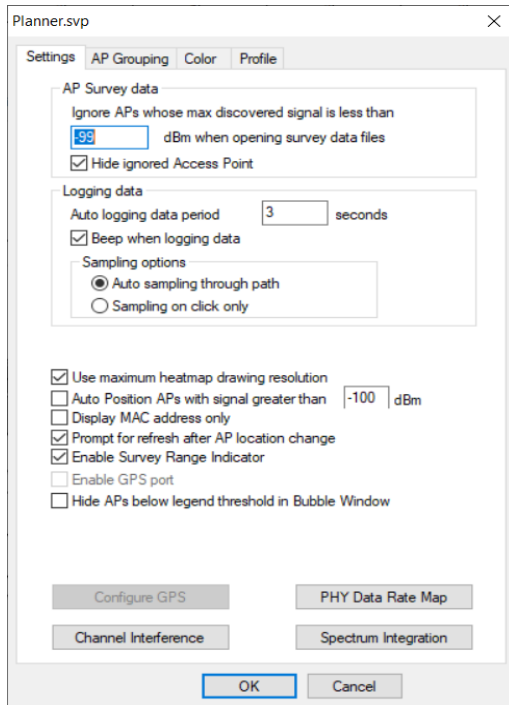 Planner.svp
Settings AP Grouping Color Profile
AP Survey data
Ignore APs whose max discovered signal is less than
-99 dBm when opening survey data files
Hide ignored Access Point
Logging data
Auto logging data period 3 seconds
Beep when logging data
Sampling options
Auto sampling through path
Sampling on click only
Use maximum heatmap drawing resolution
Auto Position APs with signal greater than -100 dBm
Display MAC address only
Prompt for refresh after AP location change
Enable Survey Range Indicator
Enable GPS port
Hide APs below legend threshold in Bubble Window
Configure GPS PHY Data Rate Map
Channel Interference Spectrum Integration
OK Cancel